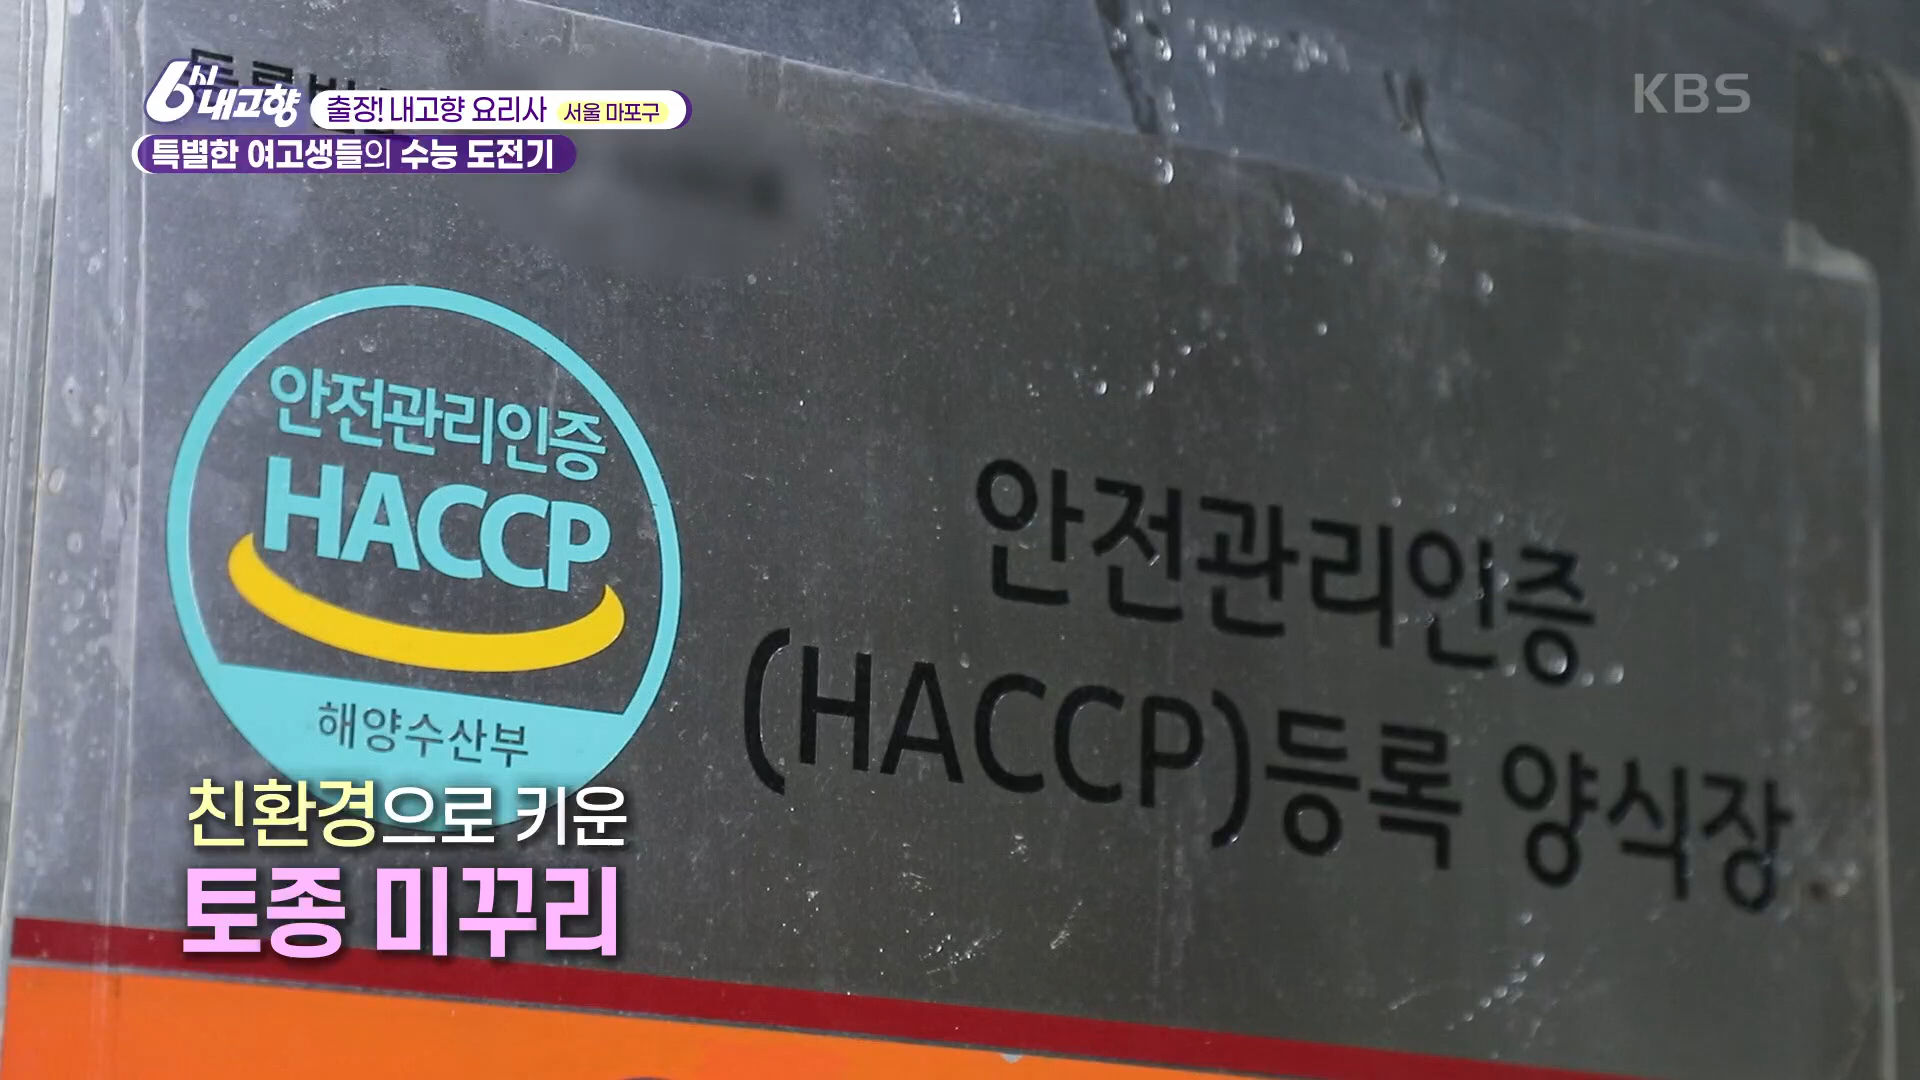 6시 내고향
출장! 내고향 요리사 서울 마포구
특별한 여고생들의 수능 도전기
KBS
안전관리인증
HACCP
해양수산부
안전관리인증
(HACCP)등록 양식장
친환경으로 키운
토종 미꾸리